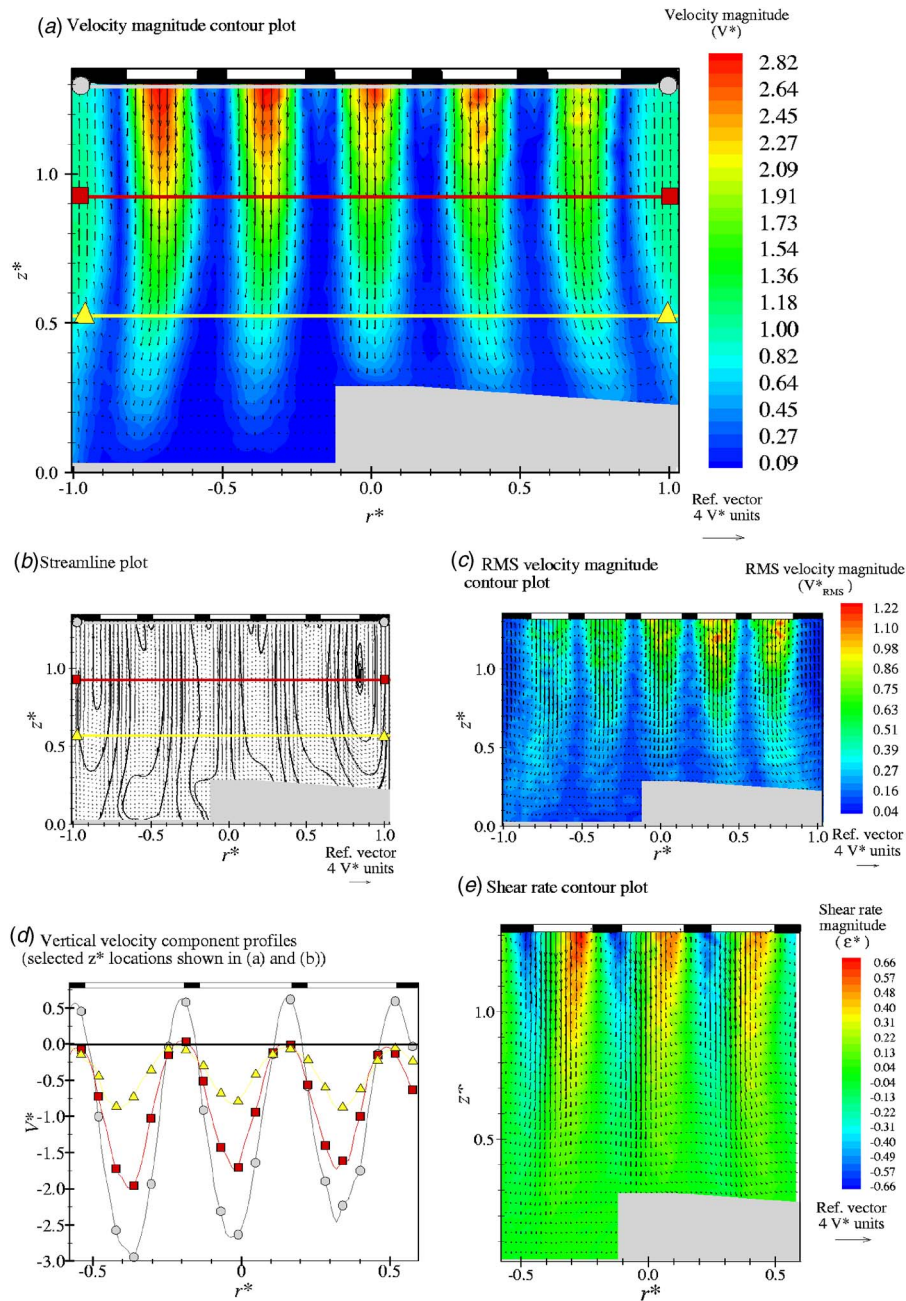 (a) Velocity magnitude contour plot
Velocity magnitude
(V*)
2.82
2.64
2.45
2.27
2.09
1.91
1.73
1.54
1.36
1.18
1.00
0.82
0.64
0.45
0.27
0.09
z*
1.0
0.5
0.0
-1.0
-0.5
0.0
0.5
1.0
r*
Ref. vector
4 V* units
(b) Streamline plot
z*
1.0
0.5
0.0
-1.0
-0.5
0.0
0.5
1.0
r*
Ref. vector
4 V* units
(c) RMS velocity magnitude
contour plot
RMS velocity magnitude
(V*RMS)
1.22
1.10
0.98
0.86
0.75
0.63
0.51
0.39
0.27
0.16
0.04
z*
1.0
0.5
0.0
-1.0
-0.5
0.0
0.5
1.0
r*
Ref. vector
4 V* units
(d) Vertical velocity component profiles
(selected z* locations shown in (a) and (b))
V*
0.5
0.0
-0.5
-1.0
-1.5
-2.0
-2.5
-3.0
-0.5
0
0.5
r*
(e) Shear rate contour plot
Shear rate
magnitude
(ε*)
0.66
0.57
0.48
0.40
0.31
0.22
0.13
0.04
-0.04
-0.13
-0.22
-0.31
-0.40
-0.49
-0.57
-0.66
z*
1.0
0.5
-0.5
0.0
0.5
r*
Ref. vector
4 V* units